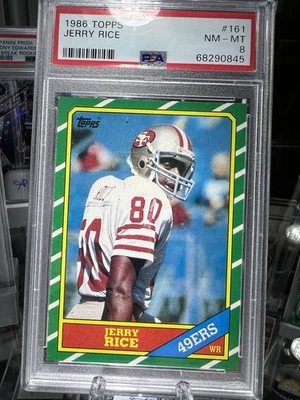 1986 TOPPS #161
JERRY RICE NM-MT
PSA 8
68290845
Topps
80
JERRY
RICE
49ERS
WR